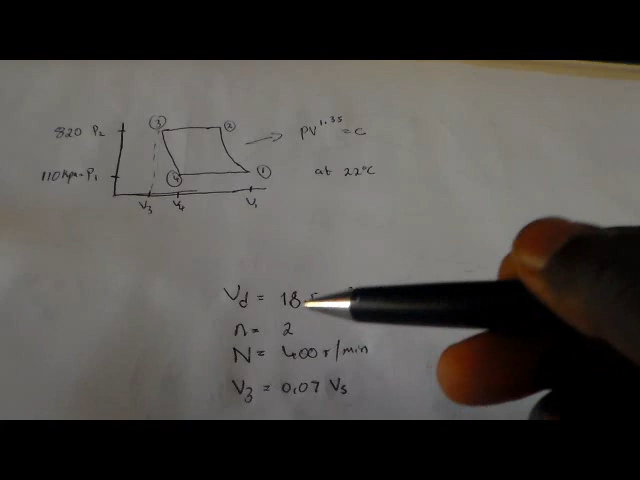 820 P₂
③
②
PV^1.35 = C
110kpa P₁
④
①
at 22°C
V₃
V₄
V₁
Vd =
n = 2
N = 400 r/min
V₃ = 0,07 Vs